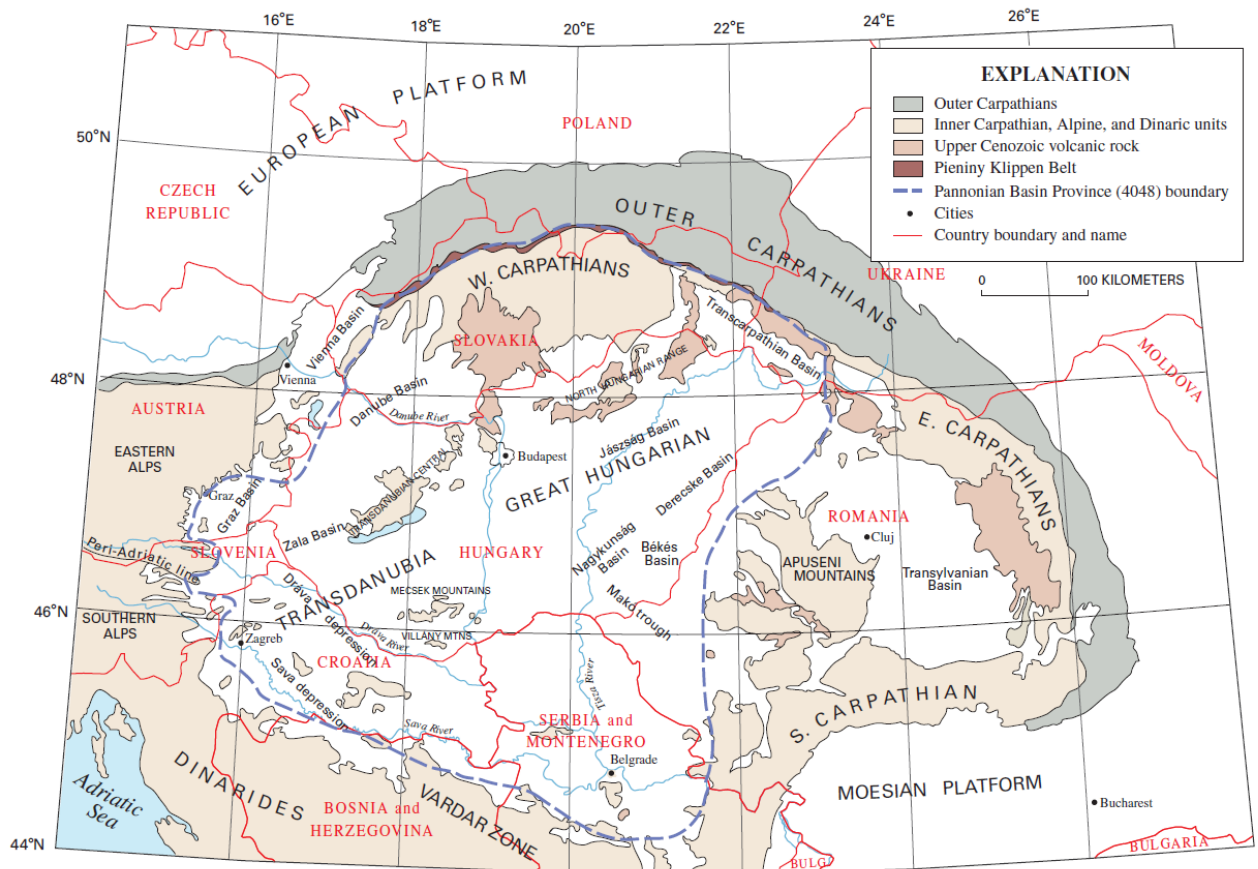 16°E
18°E
20°E
22°E
24°E
26°E
50°N
48°N
46°N
44°N
EXPLANATION
Outer Carpathians
Inner Carpathian, Alpine, and Dinaric units
Upper Cenozoic volcanic rock
Pieniny Klippen Belt
Pannonian Basin Province (4048) boundary
Cities
Country boundary and name
0 100 KILOMETERS
EUROPEAN PLATFORM
POLAND
CZECH
REPUBLIC
OUTER CARPATHIANS
UKRAINE
W. CARPATHIANS
MOLDOVA
Vienna Basin
SLOVAKIA
Transcarpathian Basin
Vienna
NORTH HUNGARIAN RANGE
Danube Basin
Danube River
AUSTRIA
E. CARPATHIANS
EASTERN
ALPS
Budapest
Jászság Basin
GREAT HUNGARIAN
TRANSDANUBIAN CENTRAL
Graz
Graz Basin
Derecske Basin
Zala Basin
ROMANIA
Cluj
Peri-Adriatic line
SLOVENIA
HUNGARY
Nagykunság
Basin
Békés
Basin
APUSENI
MOUNTAINS
Transylvanian
Basin
TRANSDANUBIA
MECSEK MOUNTAINS
Makó trough
SOUTHERN
ALPS
Dráva depression
VILLANY MTNS
Dráva River
Zagreb
CROATIA
Sava depression
Tisza River
S. CARPATHIAN
Sava River
SERBIA and
MONTENEGRO
Belgrade
Adriatic
Sea
DINARIDES
MOESIAN PLATFORM
BOSNIA and
HERZEGOVINA
VARDAR ZONE
Bucharest
BULG
BULGARIA